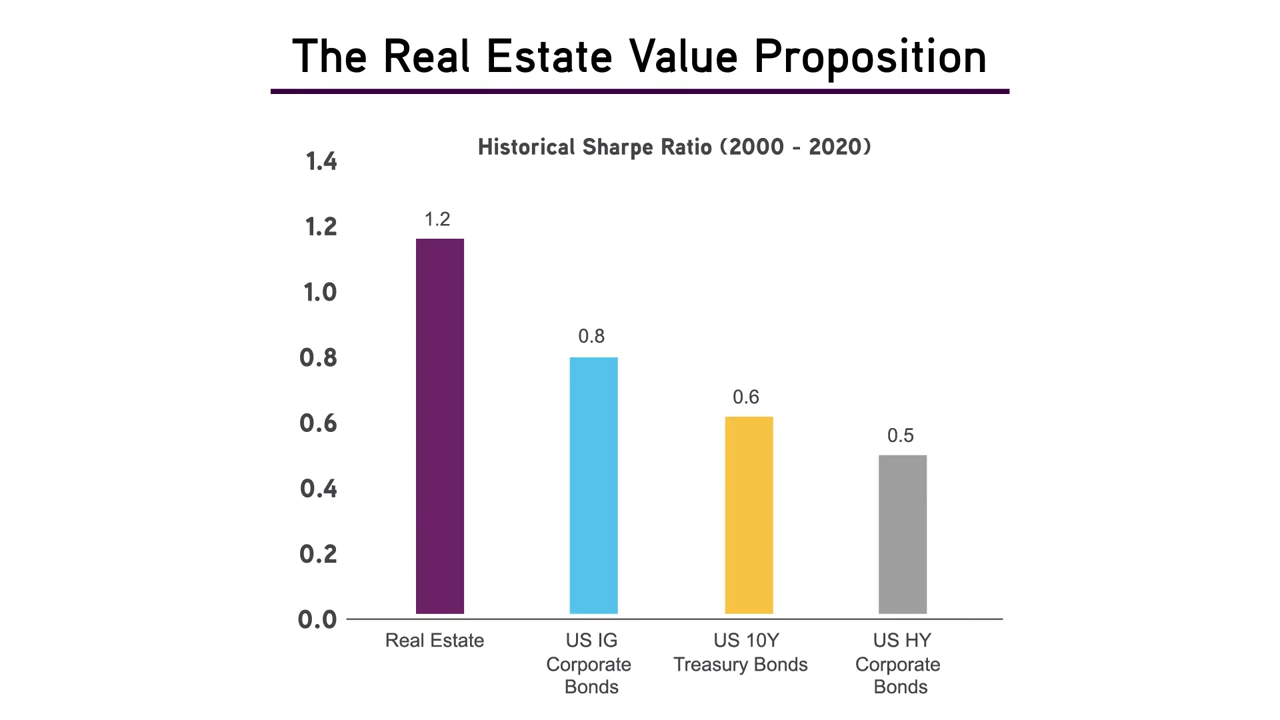 The Real Estate Value Proposition
Historical Sharpe Ratio (2000 - 2020)
1.4
1.2
1.0
0.8
0.6
0.4
0.2
0.0
1.2
0.8
0.6
0.5
Real Estate
US IG
Corporate
Bonds
US 10Y
Treasury Bonds
US HY
Corporate
Bonds